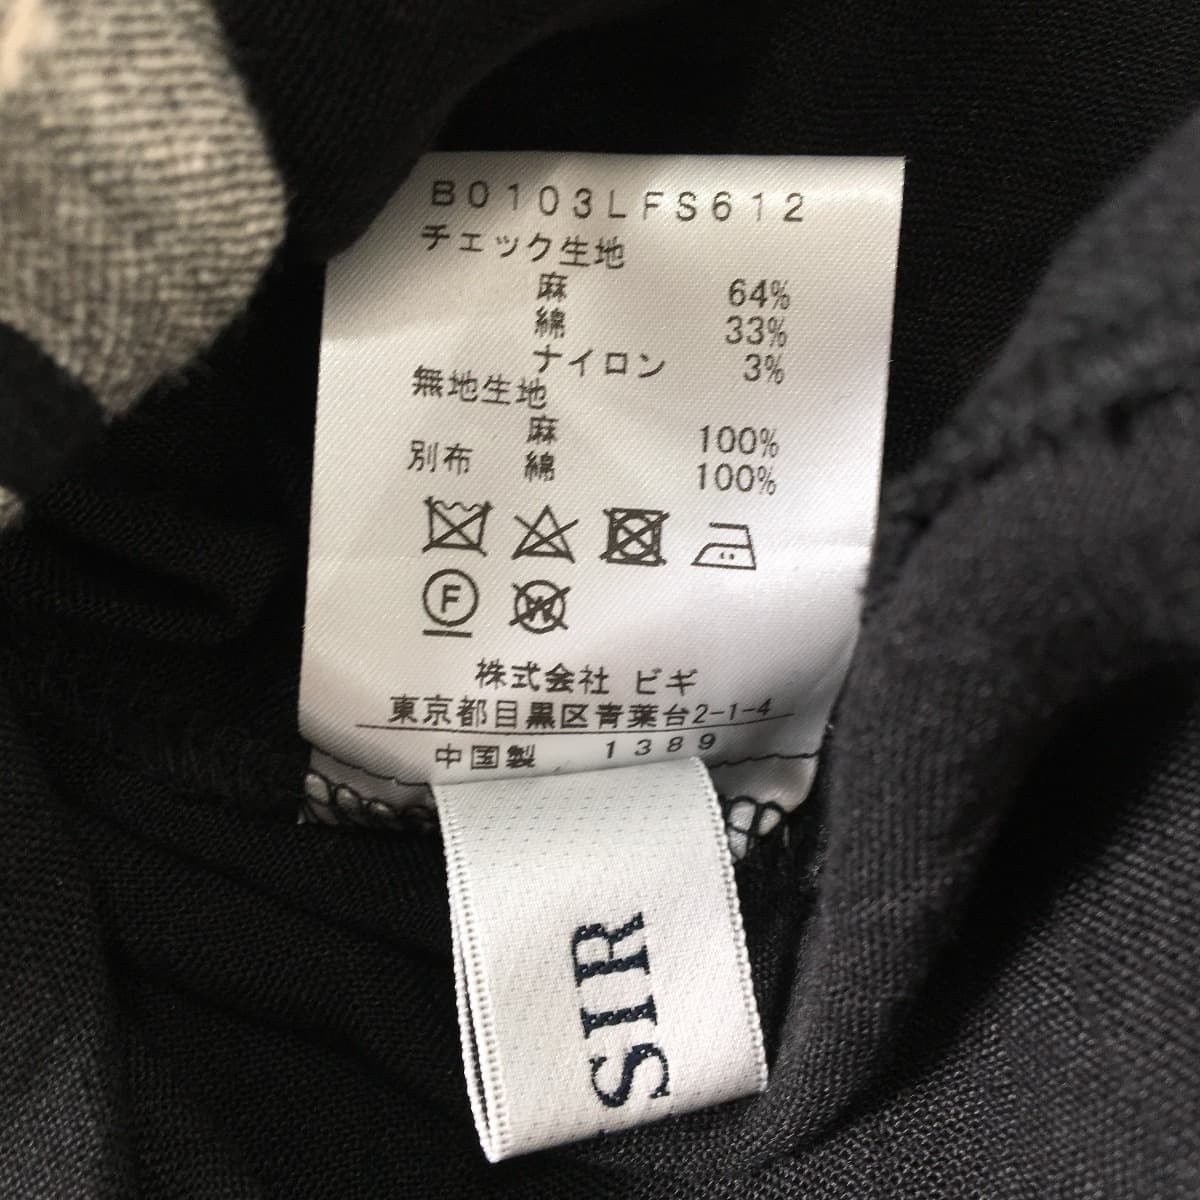 B0103LFS612
チェック生地
麻 64%
綿 33%
ナイロン 3%
無地生地
麻 100%
別布 綿 100%
F
W
株式会社 ビギ
東京都目黒区青葉台2-1-4
中国製 1389
SIR